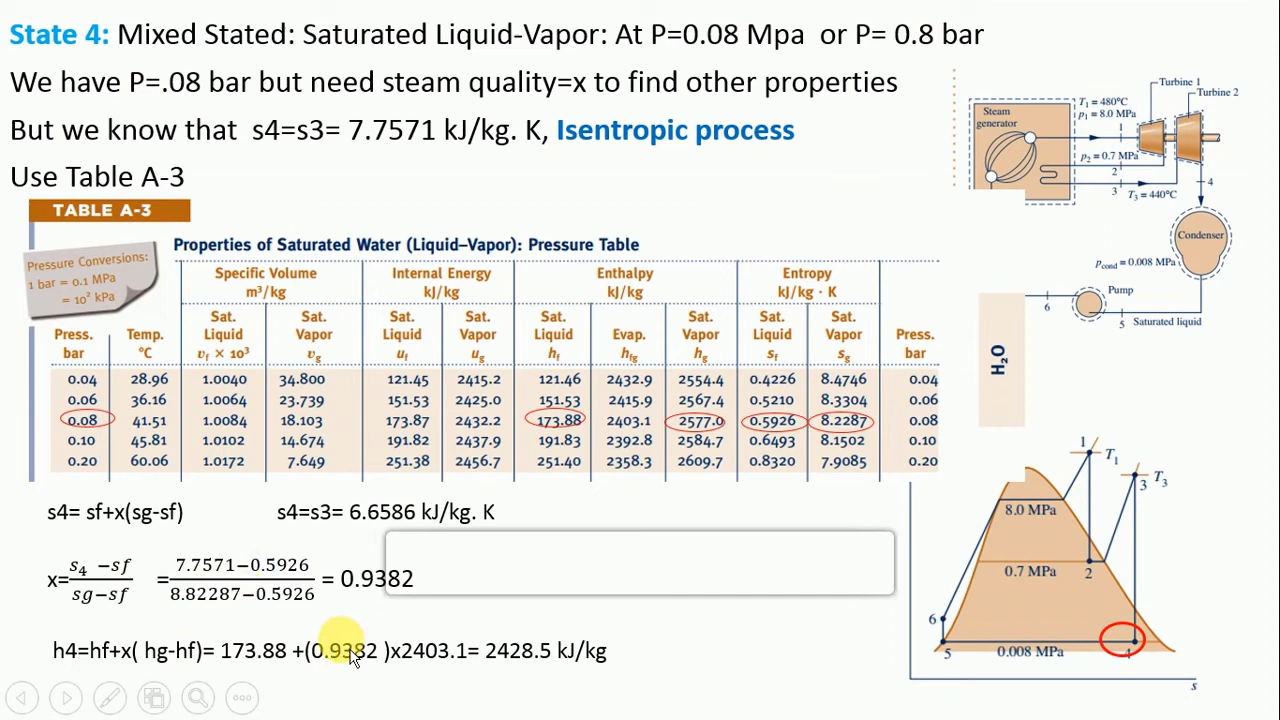 State 4: Mixed Stated: Saturated Liquid-Vapor: At P=0.08 Mpa or P= 0.8 bar
We have P=.08 bar but need steam quality=x to find other properties
But we know that s4=s3= 7.7571 kJ/kg. K, Isentropic process
Use Table A-3
TABLE A-3
Properties of Saturated Water (Liquid–Vapor): Pressure Table
Pressure Conversions:
1 bar = 0.1 MPa
= 10² kPa
Specific Volume Internal Energy Enthalpy Entropy
m³/kg kJ/kg kJ/kg kJ/kg · K
Sat. Sat. Sat. Sat. Sat. Sat. Sat. Sat.
Press. Temp. Liquid Vapor Liquid Vapor Liquid Evap. Vapor Liquid Vapor Press.
bar °C vf × 10³ vg uf ug hf hfg hg sf sg bar
0.04 28.96 1.0040 34.800 121.45 2415.2 121.46 2432.9 2554.4 0.4226 8.4746 0.04
0.06 36.16 1.0064 23.739 151.53 2425.0 151.53 2415.9 2567.4 0.5210 8.3304 0.06
0.08 41.51 1.0084 18.103 173.87 2432.2 173.88 2403.1 2577.0 0.5926 8.2287 0.08
0.10 45.81 1.0102 14.674 191.82 2437.9 191.83 2392.8 2584.7 0.6493 8.1502 0.10
0.20 60.06 1.0172 7.649 251.38 2456.7 251.40 2358.3 2609.7 0.8320 7.9085 0.20
s4= sf+x(sg-sf) s4=s3= 6.6586 kJ/kg. K
x=(s4 −sf)/(sg−sf) =(7.7571−0.5926)/(8.82287−0.5926) = 0.9382
h4=hf+x( hg-hf)= 173.88 +(0.9382 )x2403.1= 2428.5 kJ/kg
Turbine 1
Turbine 2
T1 = 480°C
p1 = 8.0 MPa
Steam
generator
1
p2 = 0.7 MPa
2
3
T3 = 440°C
4
Condenser
pcond = 0.008 MPa
Pump
6
5
Saturated liquid
H₂O
1
T1
3
T3
8.0 MPa
0.7 MPa
2
6
5
0.008 MPa
4
s